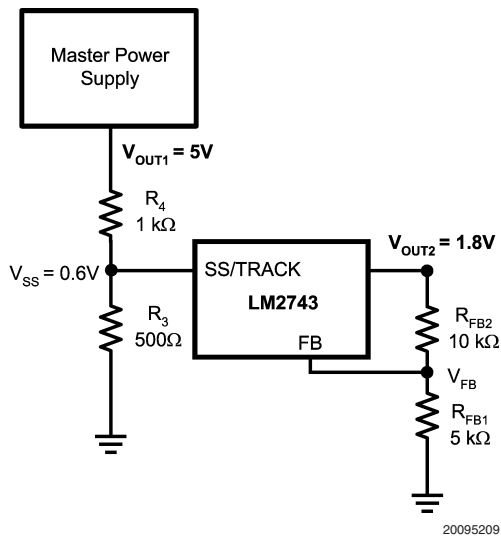 Master Power
Supply
VOUT1 = 5V
R4
1 kΩ
VSS = 0.6V
R3
500Ω
SS/TRACK
LM2743
FB
VOUT2 = 1.8V
RFB2
10 kΩ
VFB
RFB1
5 kΩ
20095209